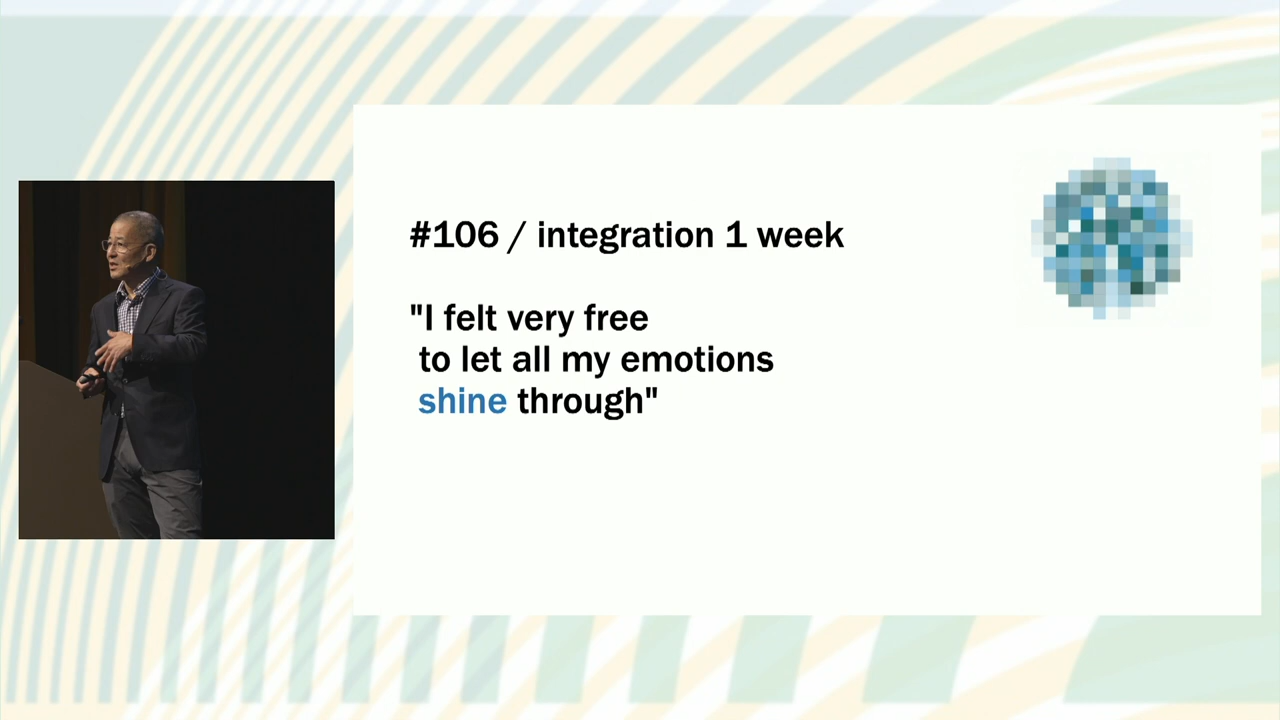 #106 / integration 1 week
"I felt very free
to let all my emotions
shine through"